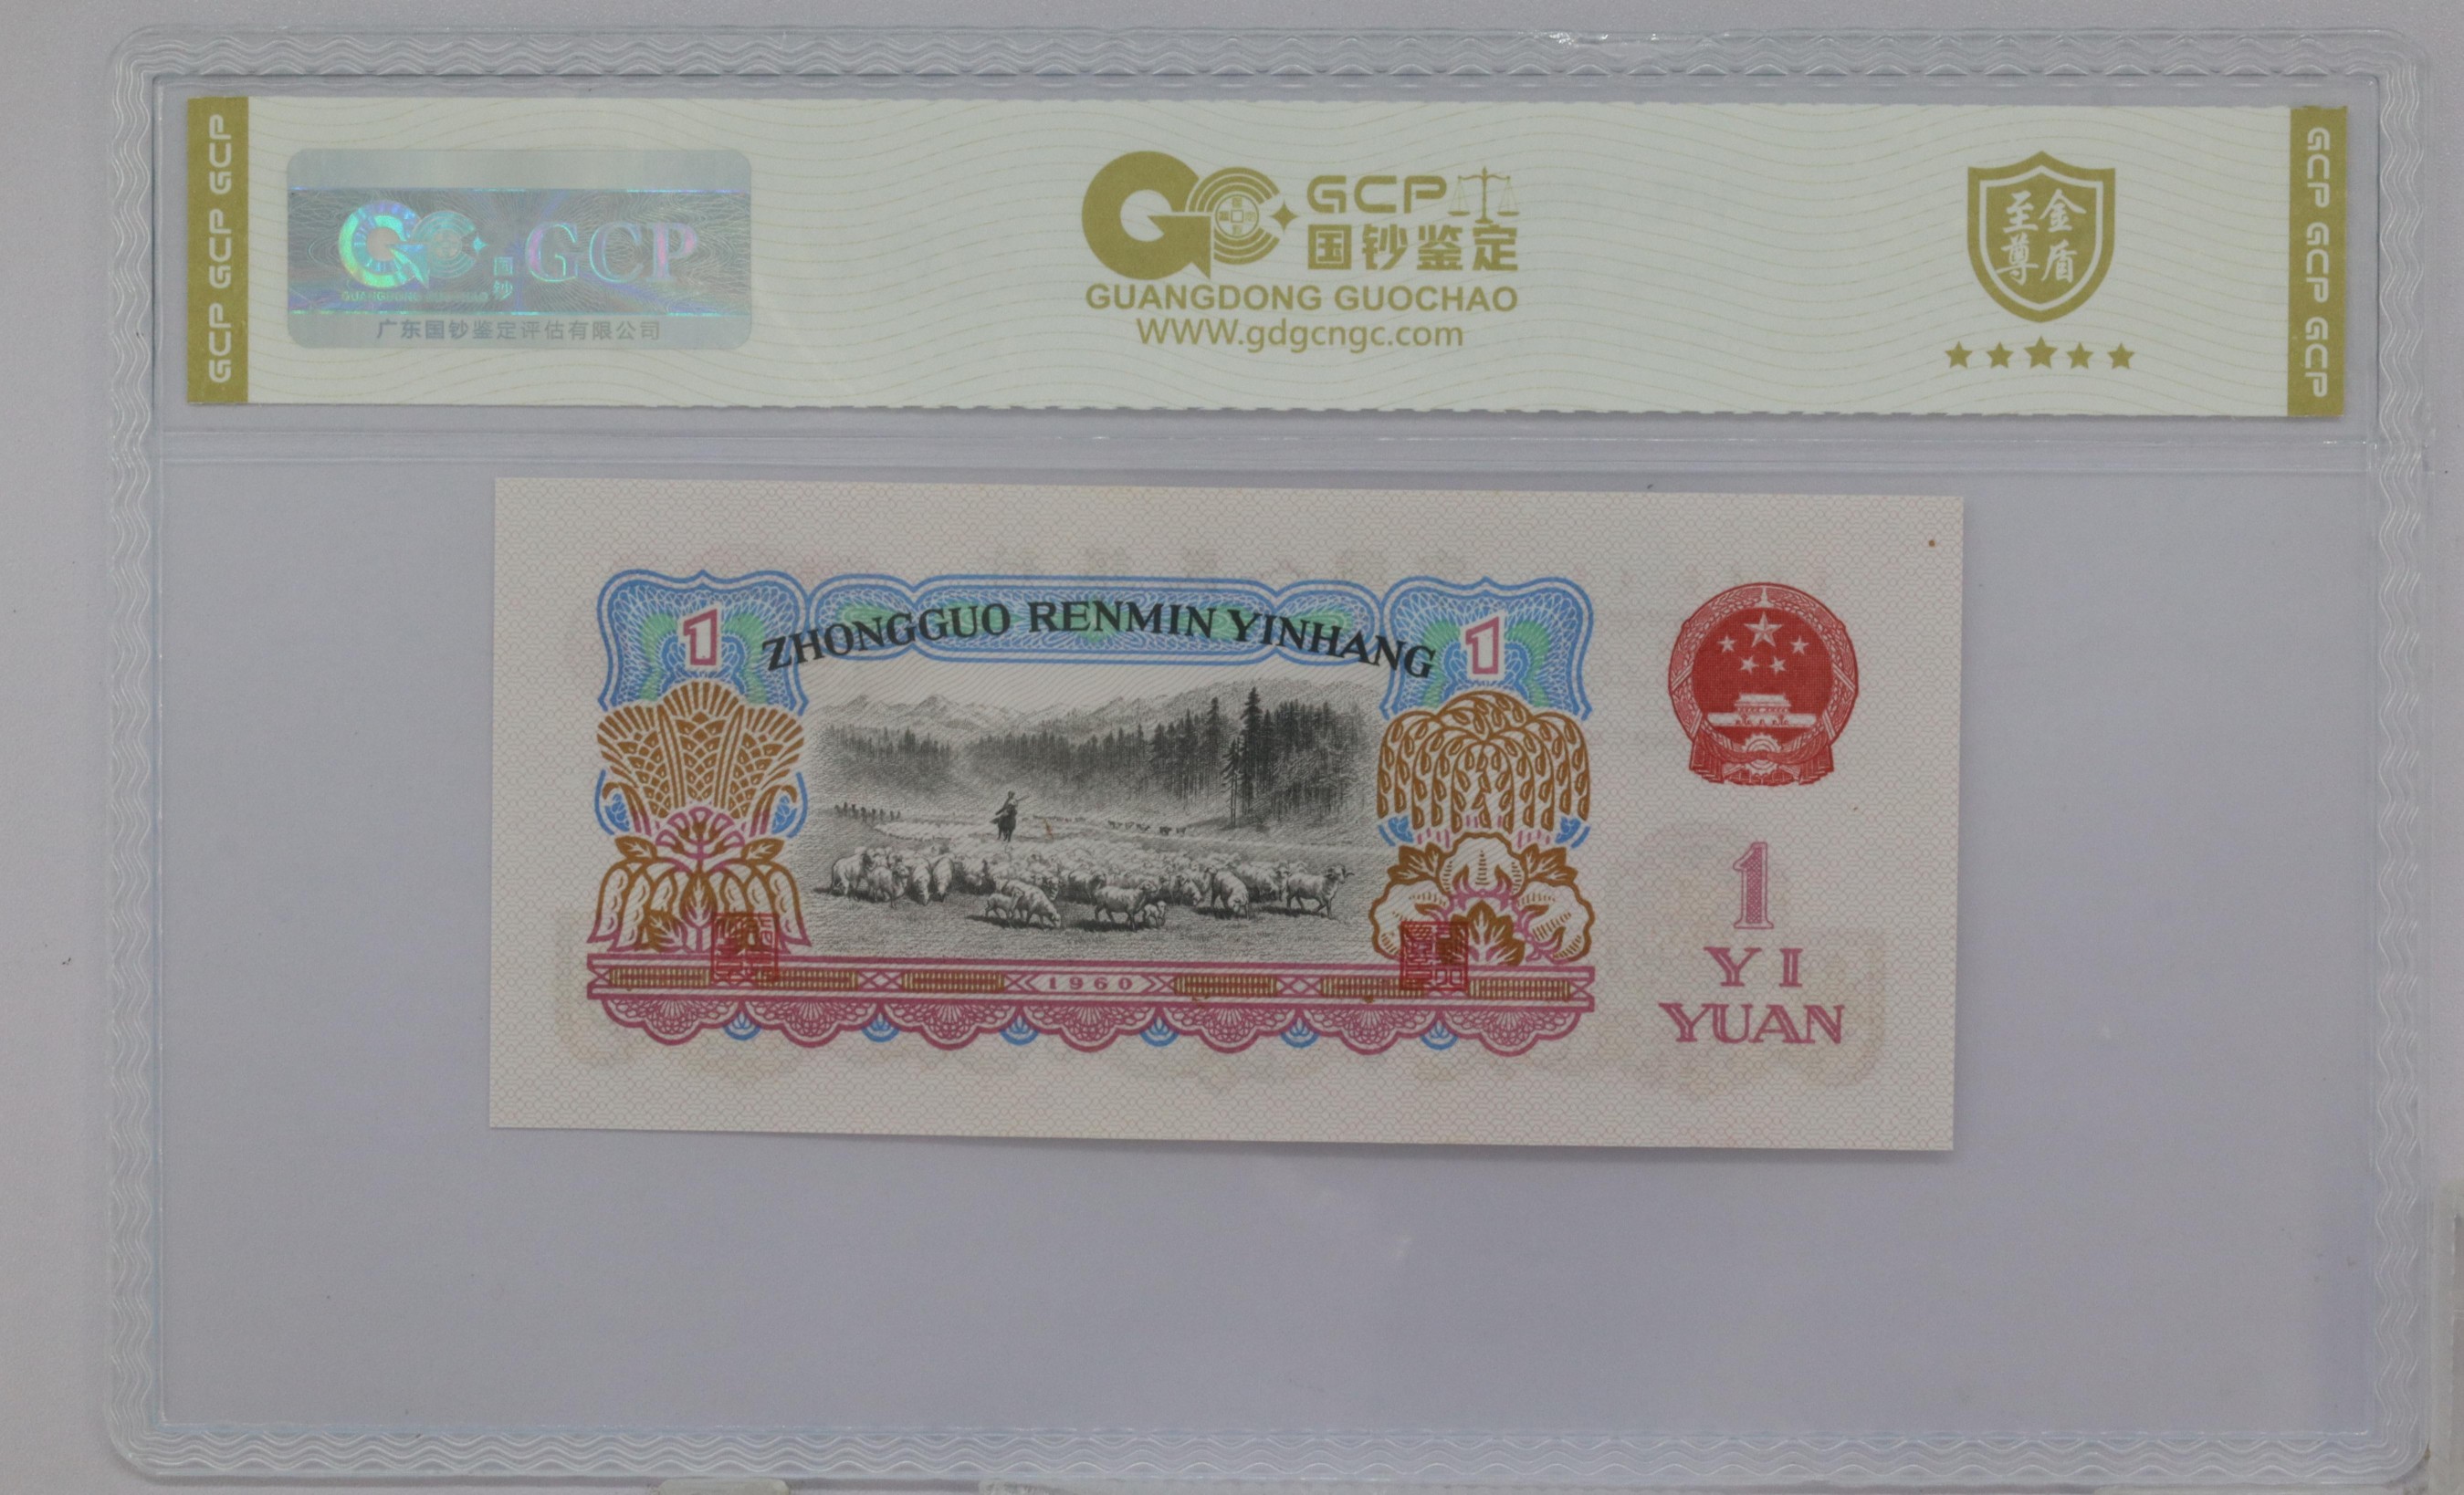 GCP GCP GCP
国钞
GCP
GUANGDONG GUOCHAO
广东国钞鉴定评估有限公司
GCP
国钞鉴定
GUANGDONG GUOCHAO
WWW.gdgcngc.com
至尊
金盾
GCP GCP GCP
1
ZHONGGUO RENMIN YINHANG
1
1960
1
YI
YUAN